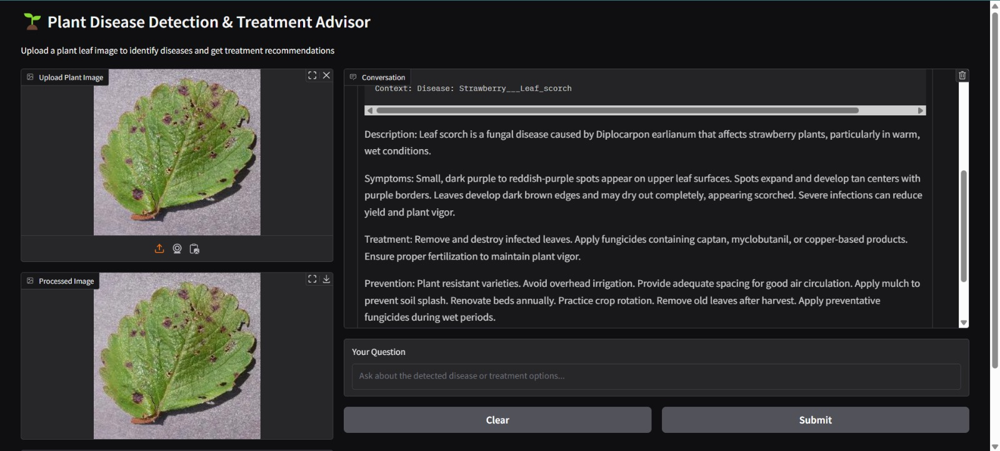 Plant Disease Detection & Treatment Advisor
Upload a plant leaf image to identify diseases and get treatment recommendations
Upload Plant Image
Processed Image
Conversation
Context: Disease: Strawberry___Leaf_scorch
Description: Leaf scorch is a fungal disease caused by Diplocarpon earlianum that affects strawberry plants, particularly in warm,
wet conditions.
Symptoms: Small, dark purple to reddish-purple spots appear on upper leaf surfaces. Spots expand and develop tan centers with
purple borders. Leaves develop dark brown edges and may dry out completely, appearing scorched. Severe infections can reduce
yield and plant vigor.
Treatment: Remove and destroy infected leaves. Apply fungicides containing captan, myclobutanil, or copper-based products.
Ensure proper fertilization to maintain plant vigor.
Prevention: Plant resistant varieties. Avoid overhead irrigation. Provide adequate spacing for good air circulation. Apply mulch to
prevent soil splash. Renovate beds annually. Practice crop rotation. Remove old leaves after harvest. Apply preventative
fungicides during wet periods.
Your Question
Ask about the detected disease or treatment options...
Clear
Submit